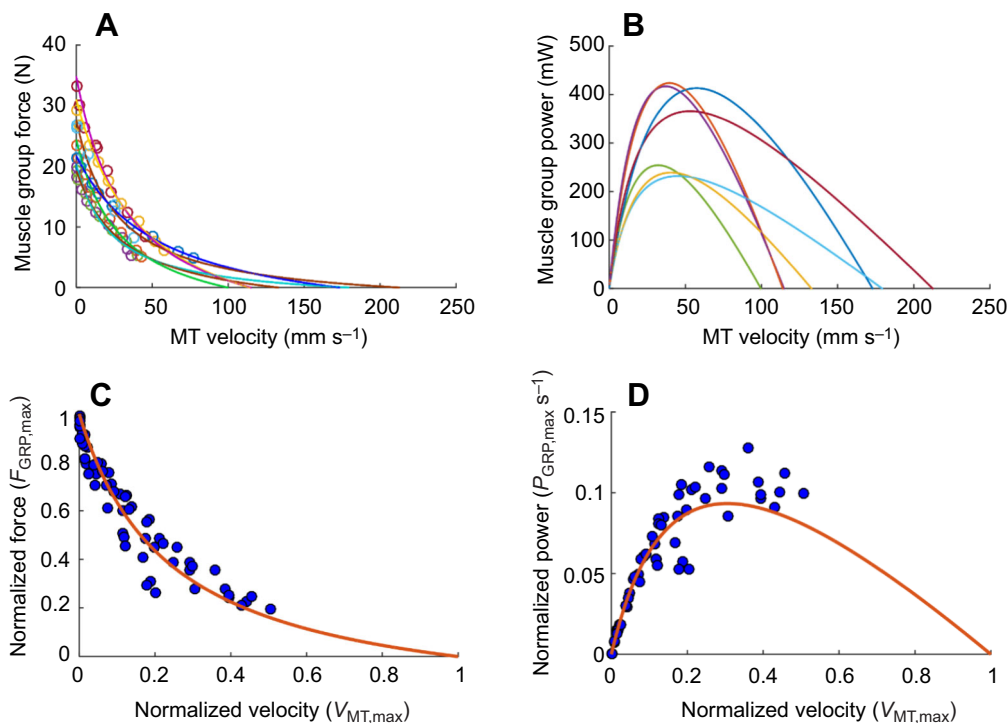 A
Muscle group force (N)
40
30
20
10
0
0 50 100 150 200 250
MT velocity (mm s–1)
B
Muscle group power (mW)
500
400
300
200
100
0
0 50 100 150 200 250
MT velocity (mm s–1)
C
Normalized force (FGRP,max)
1
0.8
0.6
0.4
0.2
0
0 0.2 0.4 0.6 0.8 1
Normalized velocity (VMT,max)
D
Normalized power (PGRP,max s–1)
0.15
0.1
0.05
0
0 0.2 0.4 0.6 0.8 1
Normalized velocity (VMT,max)